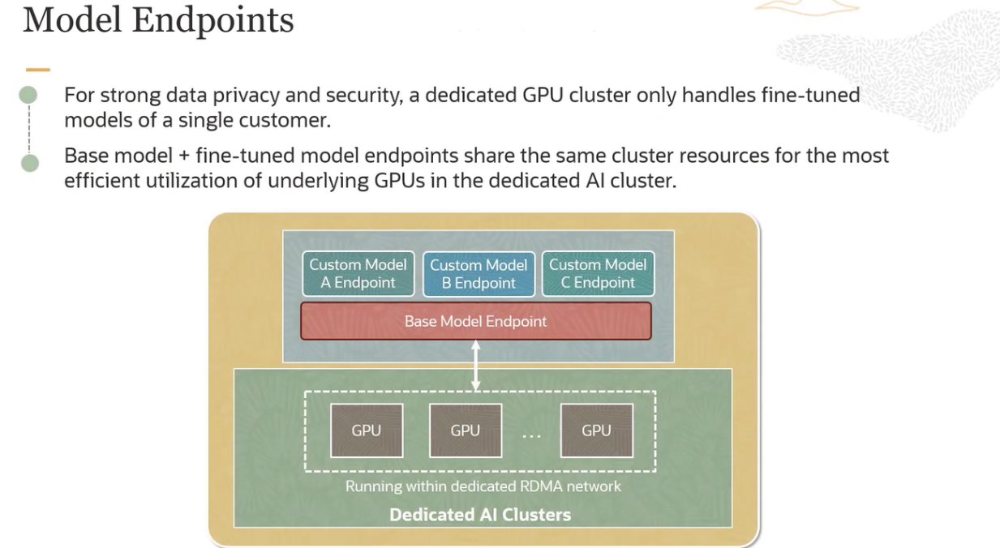 Model Endpoints
For strong data privacy and security, a dedicated GPU cluster only handles fine-tuned
models of a single customer.
Base model + fine-tuned model endpoints share the same cluster resources for the most
efficient utilization of underlying GPUs in the dedicated AI cluster.
Custom Model
A Endpoint
Custom Model
B Endpoint
Custom Model
C Endpoint
Base Model Endpoint
GPU
GPU
...
GPU
Running within dedicated RDMA network
Dedicated AI Clusters